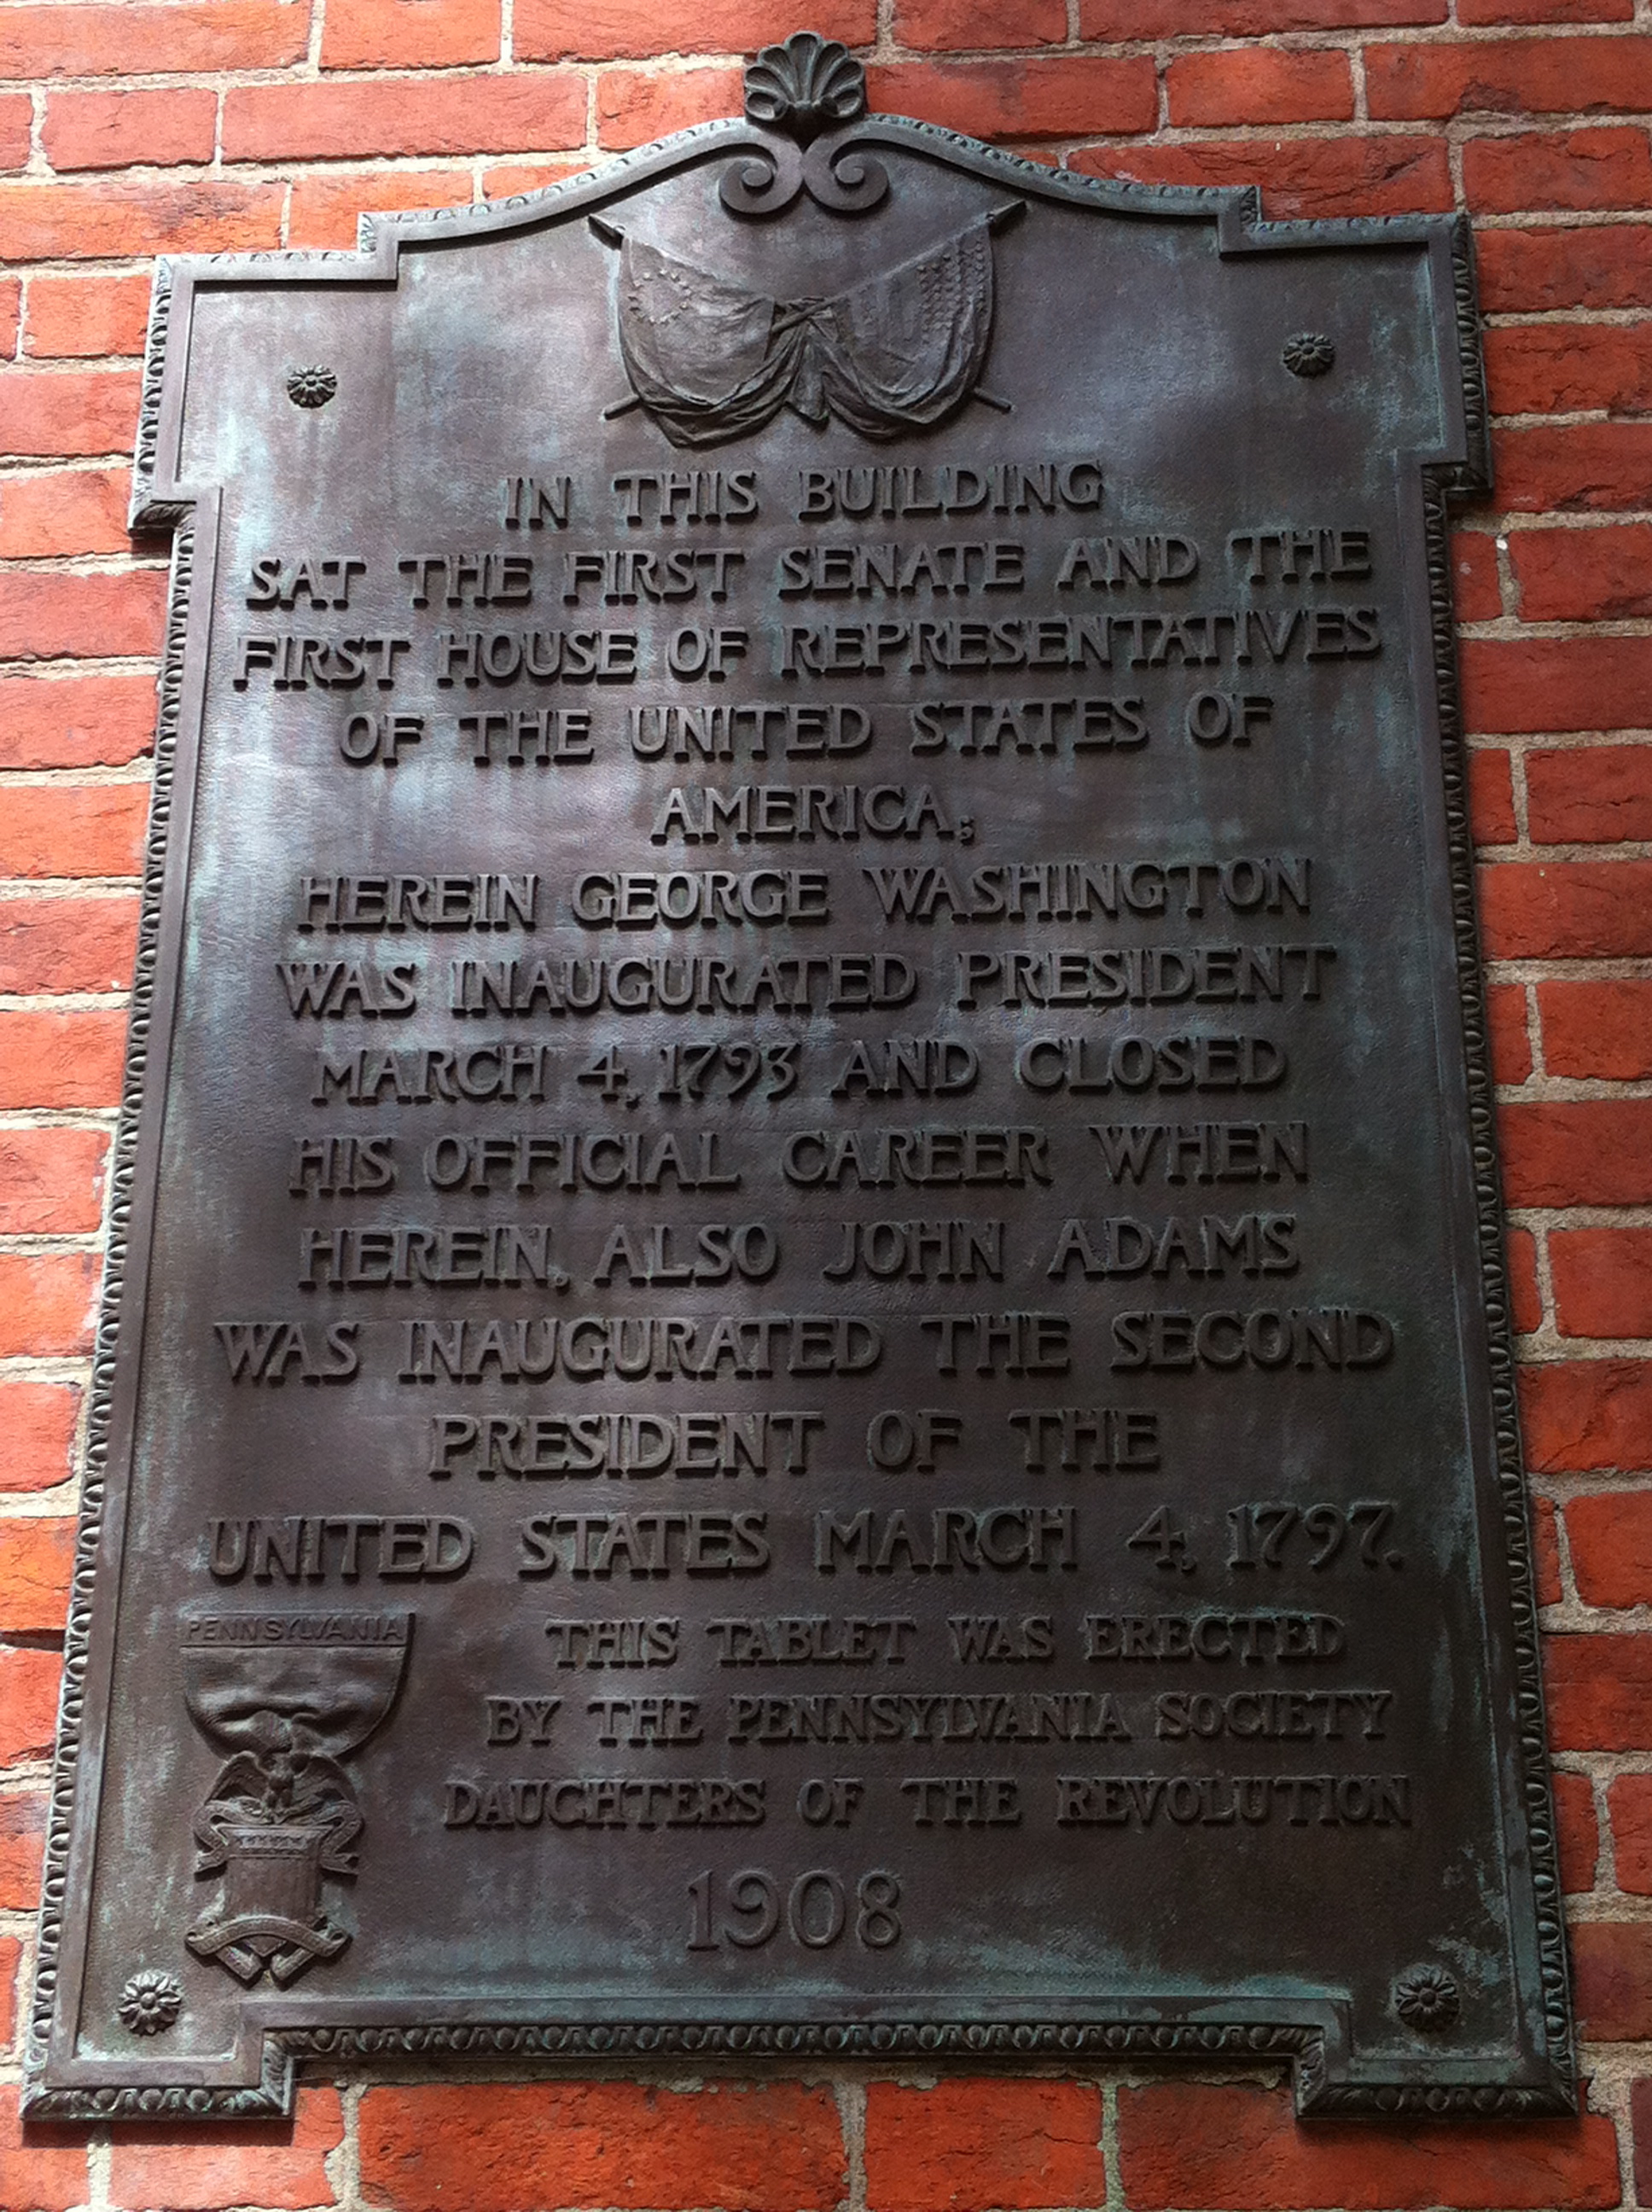 IN THIS BUILDING
SAT THE FIRST SENATE AND THE
FIRST HOUSE OF REPRESENTATIVES
OF THE UNITED STATES OF
AMERICA;
HEREIN GEORGE WASHINGTON
WAS INAUGURATED PRESIDENT
MARCH 4, 1793 AND CLOSED
HIS OFFICIAL CAREER WHEN
HEREIN, ALSO JOHN ADAMS
WAS INAUGURATED THE SECOND
PRESIDENT OF THE
UNITED STATES MARCH 4, 1797.
PENNSYLVANIA
THIS TABLET WAS ERECTED
BY THE PENNSYLVANIA SOCIETY
DAUGHTERS OF THE REVOLUTION
1908